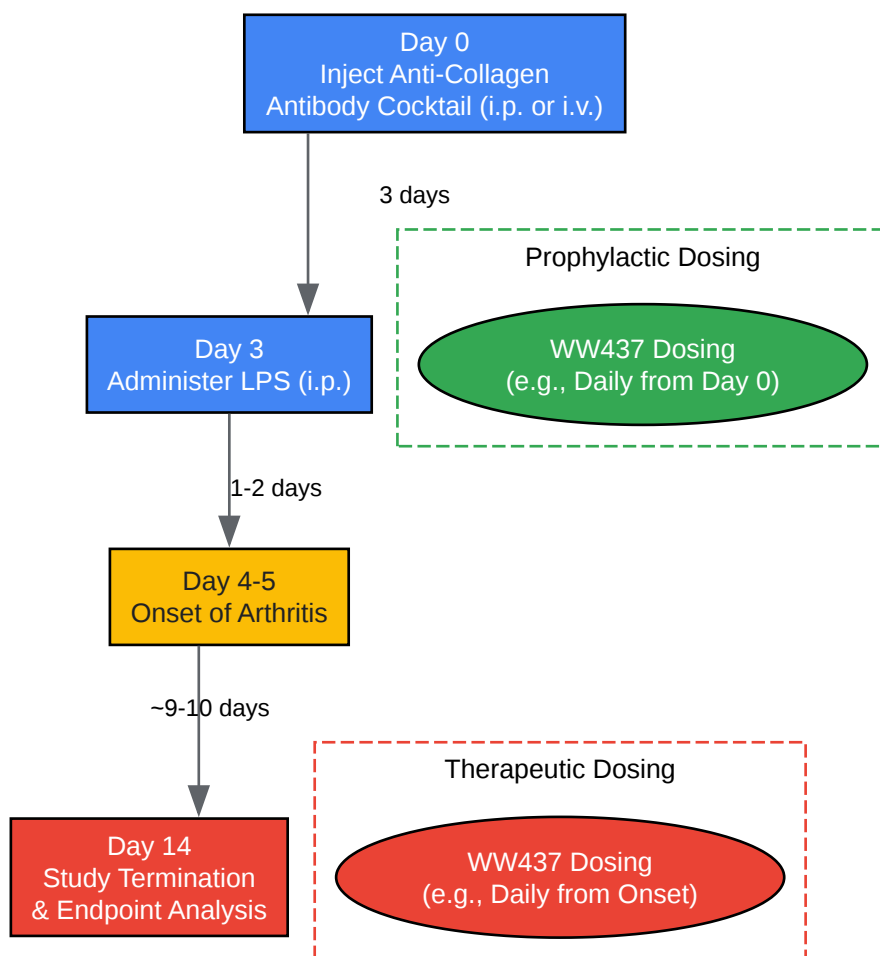 Day 0
Inject Anti-Collagen
Antibody Cocktail (i.p. or i.v.)
3 days
Prophylactic Dosing
WW437 Dosing
(e.g., Daily from Day 0)
Day 3
Administer LPS (i.p.)
1-2 days
Day 4-5
Onset of Arthritis
~9-10 days
Therapeutic Dosing
WW437 Dosing
(e.g., Daily from Onset)
Day 14
Study Termination
& Endpoint Analysis